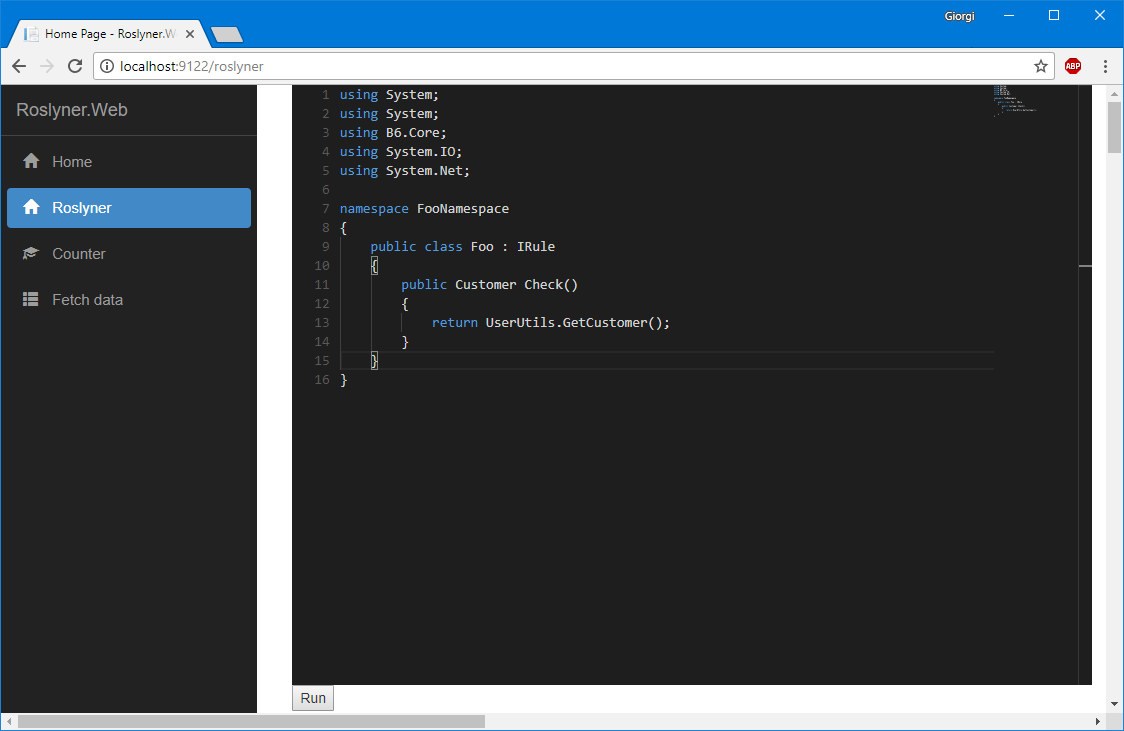 Giorgi
Home Page - Roslyner.W
localhost:9122/roslyner
ABP
Roslyner.Web
Home
Roslyner
Counter
Fetch data
1 using System;
2 using System;
3 using B6.Core;
4 using System.IO;
5 using System.Net;
6
7 namespace FooNamespace
8 {
9 public class Foo : IRule
10 {
11 public Customer Check()
12 {
13 return UserUtils.GetCustomer();
14 }
15 }
16 }
Run